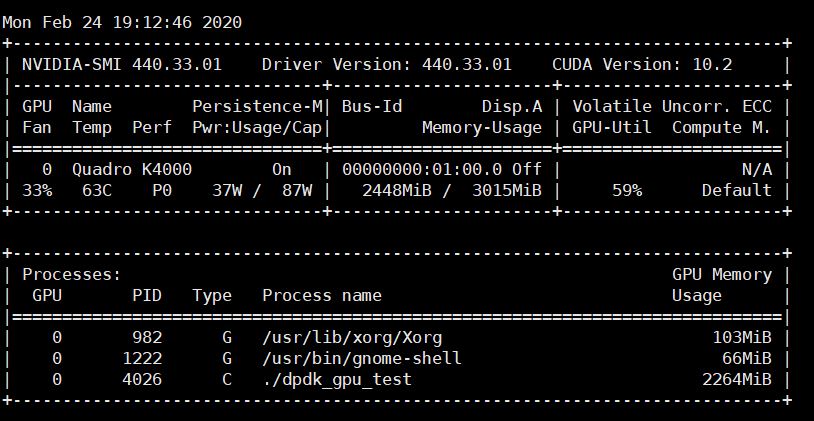 Mon Feb 24 19:12:46 2020
+-----------------------------------------------------------------------------+
| NVIDIA-SMI 440.33.01    Driver Version: 440.33.01    CUDA Version: 10.2     |
|-------------------------------+----------------------+----------------------+
| GPU  Name        Persistence-M| Bus-Id        Disp.A | Volatile Uncorr. ECC |
| Fan  Temp  Perf  Pwr:Usage/Cap|         Memory-Usage | GPU-Util  Compute M. |
|===============================+======================+======================|
|   0  Quadro K4000        On   | 00000000:01:00.0 Off |                  N/A |
| 33%   63C    P0    37W /  87W |   2448MiB /  3015MiB |     59%      Default |
+-------------------------------+----------------------+----------------------+

+-----------------------------------------------------------------------------+
| Processes:                                                       GPU Memory |
|  GPU       PID   Type   Process name                             Usage      |
|=============================================================================|
|    0       982      G   /usr/lib/xorg/Xorg                           103MiB |
|    0      1222      G   /usr/bin/gnome-shell                          66MiB |
|    0      4026      C   ./dpdk_gpu_test                             2264MiB |
+-----------------------------------------------------------------------------+